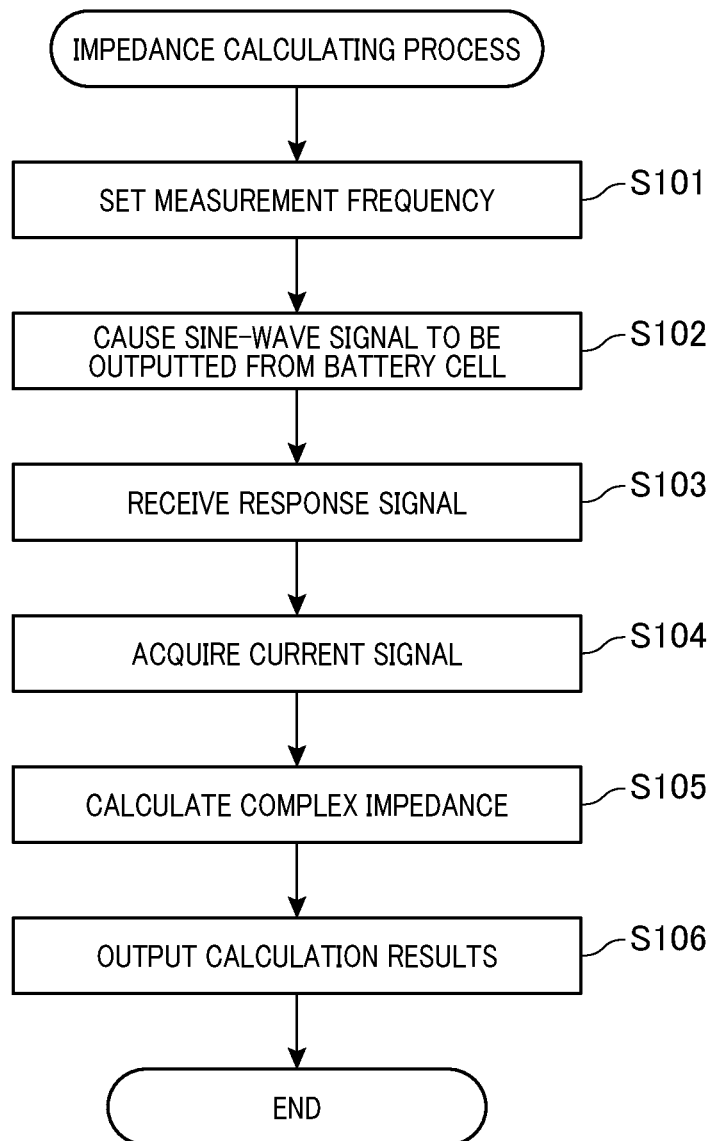 IMPEDANCE CALCULATING PROCESS
SET MEASUREMENT FREQUENCY
S101
CAUSE SINE-WAVE SIGNAL TO BE
OUTPUTTED FROM BATTERY CELL
S102
RECEIVE RESPONSE SIGNAL
S103
ACQUIRE CURRENT SIGNAL
S104
CALCULATE COMPLEX IMPEDANCE
S105
OUTPUT CALCULATION RESULTS
S106
END